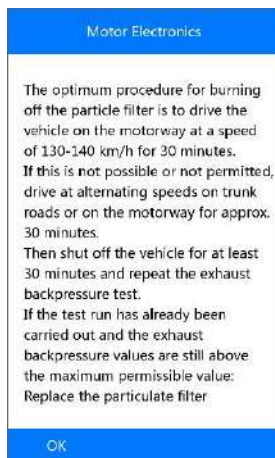 Motor Electronics
The optimum procedure for burning
off the particle filter is to drive the
vehicle on the motorway at a speed
of 130-140 km/h for 30 minutes.
If this is not possible or not permitted,
drive at alternating speeds on trunk
roads or on the motorway for approx.
30 minutes.
Then shut off the vehicle for at least
30 minutes and repeat the exhaust
backpressure test.
If the test run has already been
carried out and the exhaust
backpressure values are still above
the maximum permissible value:
Replace the particulate filter
OK